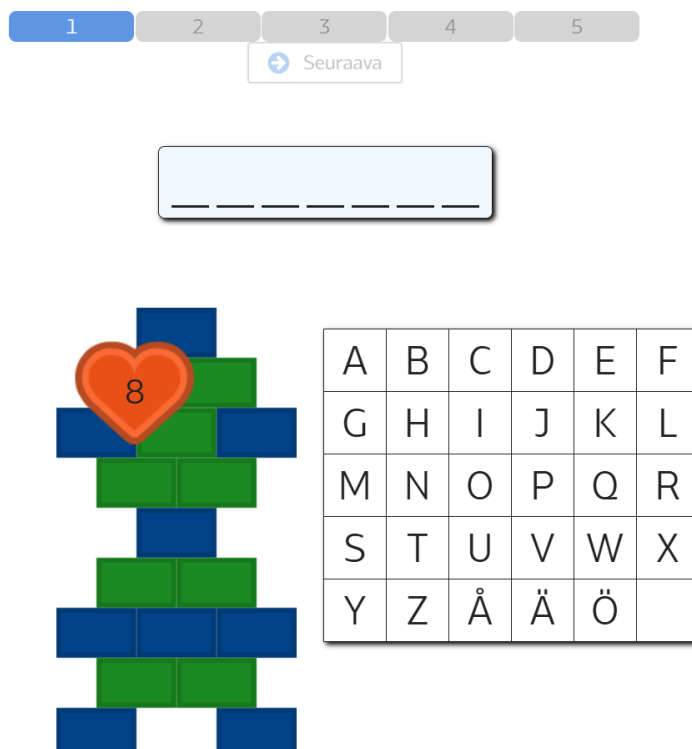 1 2 3 4 5
Seuraava
_ _ _ _ _ _ _
8
A B C D E F
G H I J K L
M N O P Q R
S T U V W X
Y Z Å Ä Ö